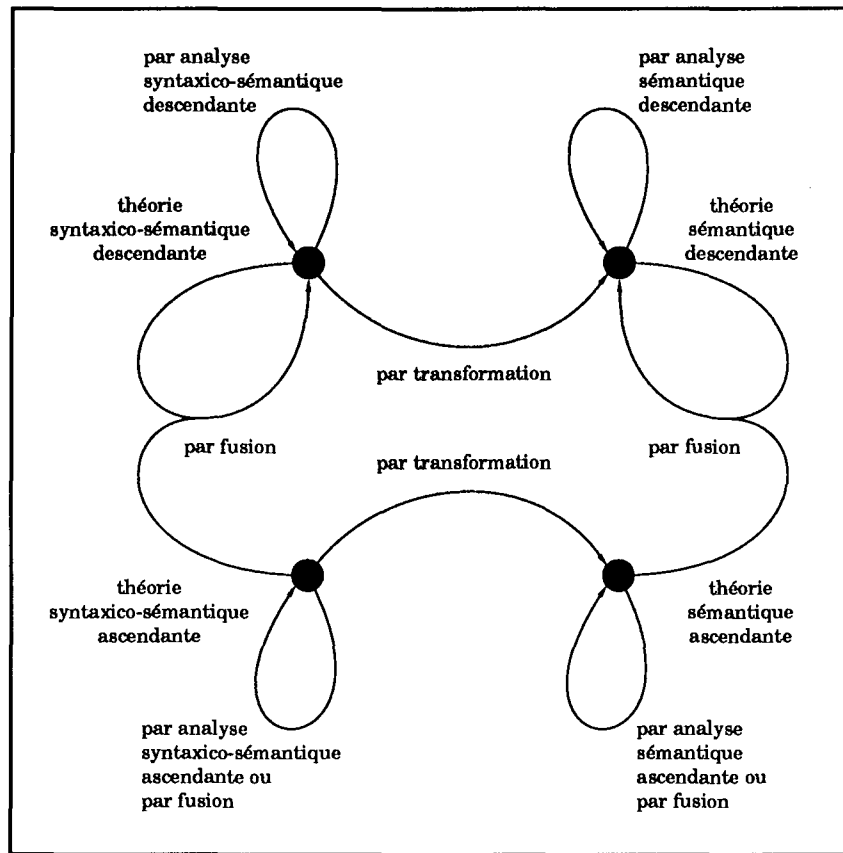 par analyse
syntaxico-sémantique
descendante
par analyse
sémantique
descendante
théorie
syntaxico-sémantique
descendante
théorie
sémantique
descendante
par transformation
par fusion
par fusion
par transformation
théorie
syntaxico-sémantique
ascendante
théorie
sémantique
ascendante
par analyse
syntaxico-sémantique
ascendante ou
par fusion
par analyse
sémantique
ascendante ou
par fusion